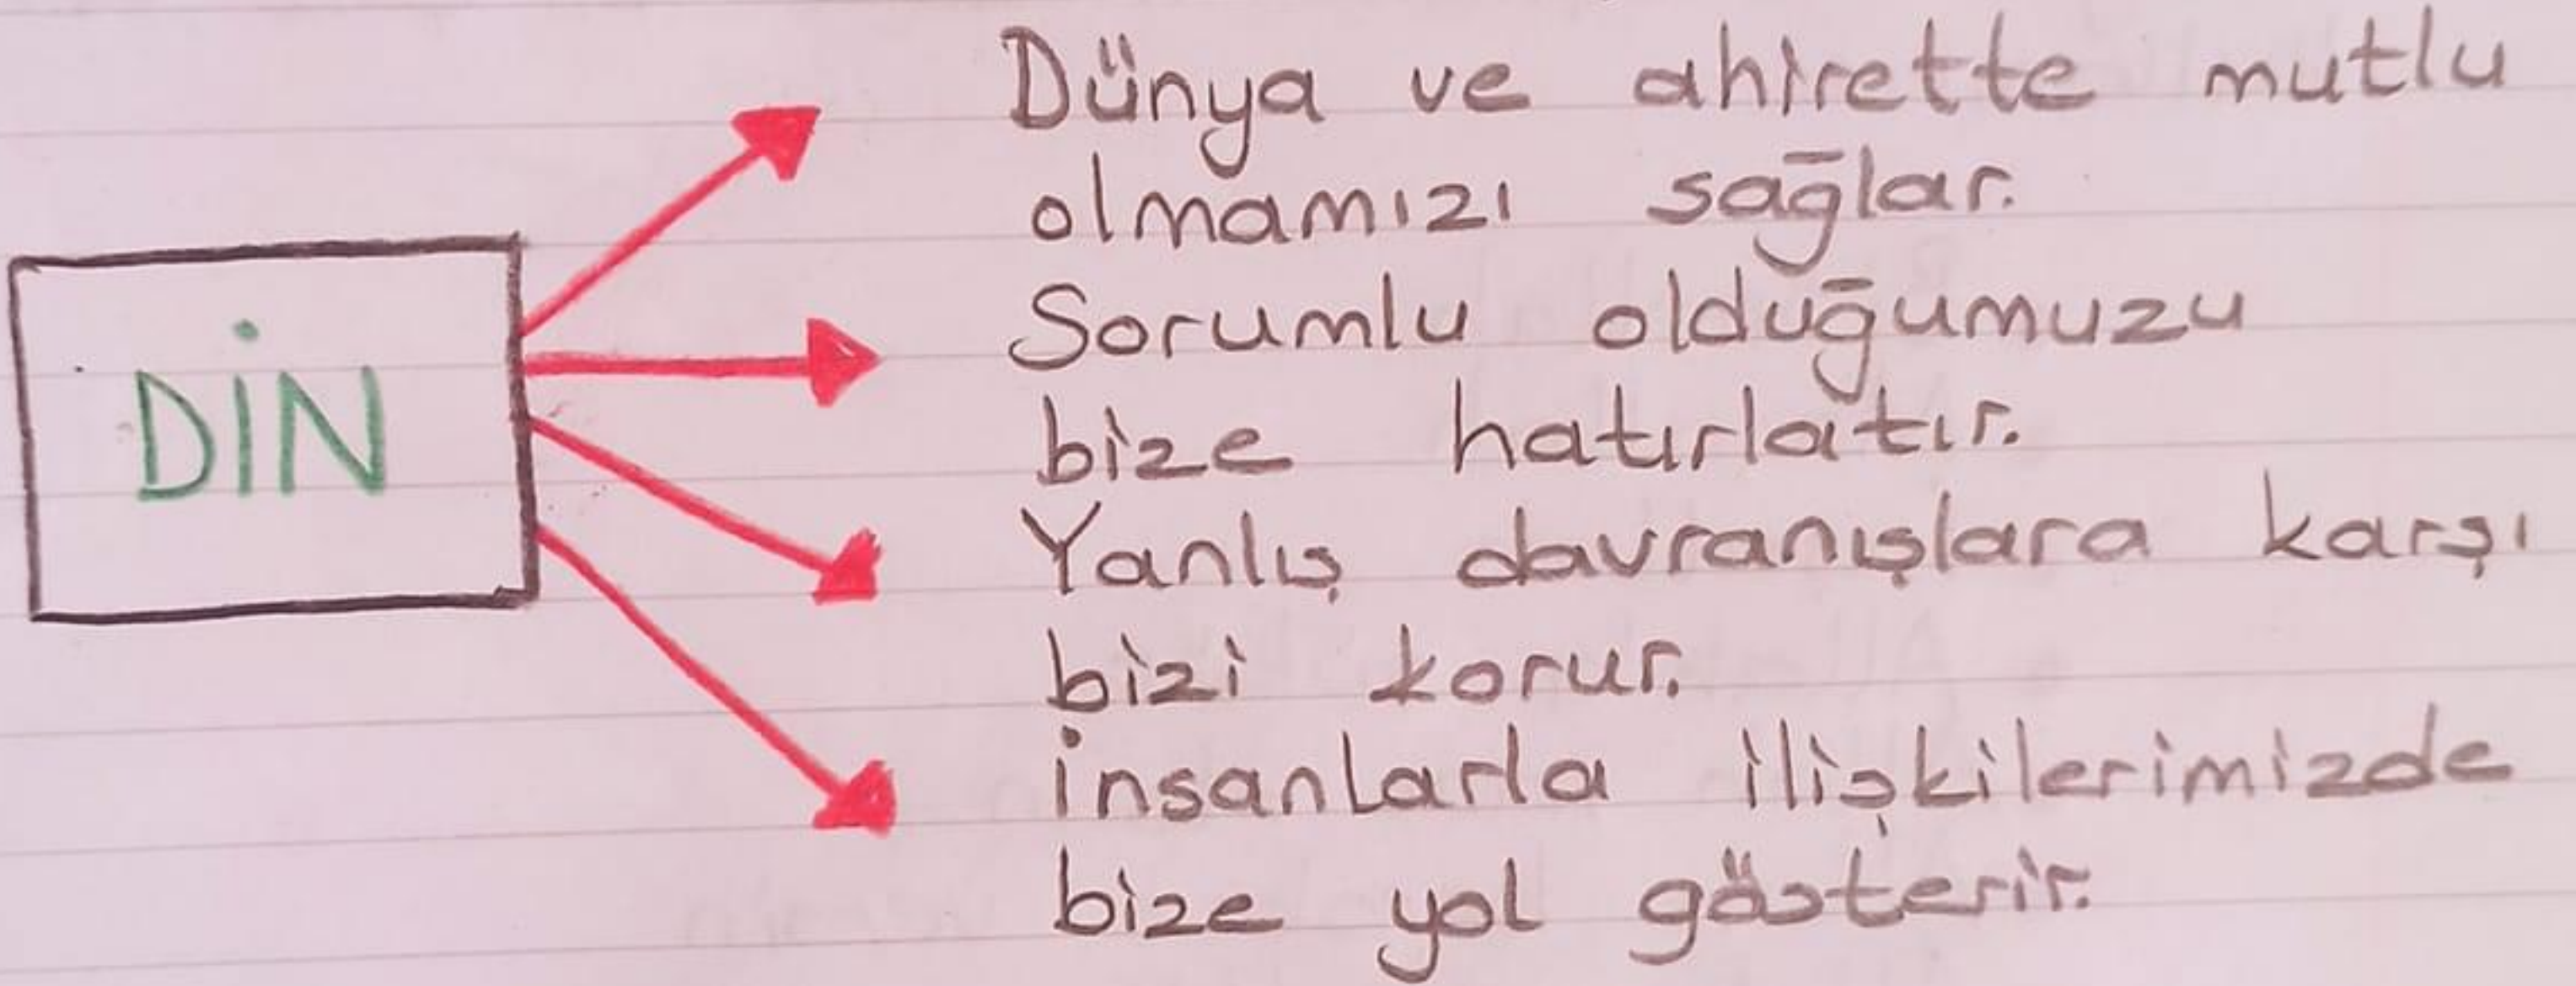 Dünya ve ahirette mutlu
olmamızı sağlar.
DİN
Sorumlu olduğumuzu
bize hatırlatır.
Yanlış davranışlara karşı
bizi korur.
İnsanlarla ilişkilerimizde
bize yol gösterir.